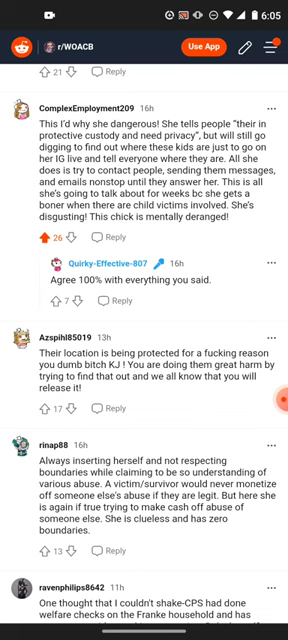 6:05
r/WOACB
Use App
21 Reply
ComplexEmployment209 16h
This I'd why she dangerous! She tells people "their in
protective custody and need privacy", but will still go
digging to find out where these kids are just to go on
her IG live and tell everyone where they are. All she
does is try to contact people, sending them messages,
and emails nonstop until they answer her. This is all
she's going to talk about for weeks bc she gets a
boner when there are child victims involved. She's
disgusting! This chick is mentally deranged!
26 Reply
Quirky-Effective-807 16h
Agree 100% with everything you said.
7 Reply
Azspihl85019 13h
Their location is being protected for a fucking reason
you dumb bitch KJ ! You are doing them great harm by
trying to find that out and we all know that you will
release it!
17 Reply
rinap88 16h
Always inserting herself and not respecting
boundaries while claiming to be so understanding of
various abuse. A victim/survivor would never monetize
off someone else's abuse if they are legit. But here she
is again if true trying to make cash off abuse of
someone else. She is clueless and has zero
boundaries.
13 Reply
ravenphilips8642 11h
One thought that I couldn't shake-CPS had done
welfare checks on the Franke household and has